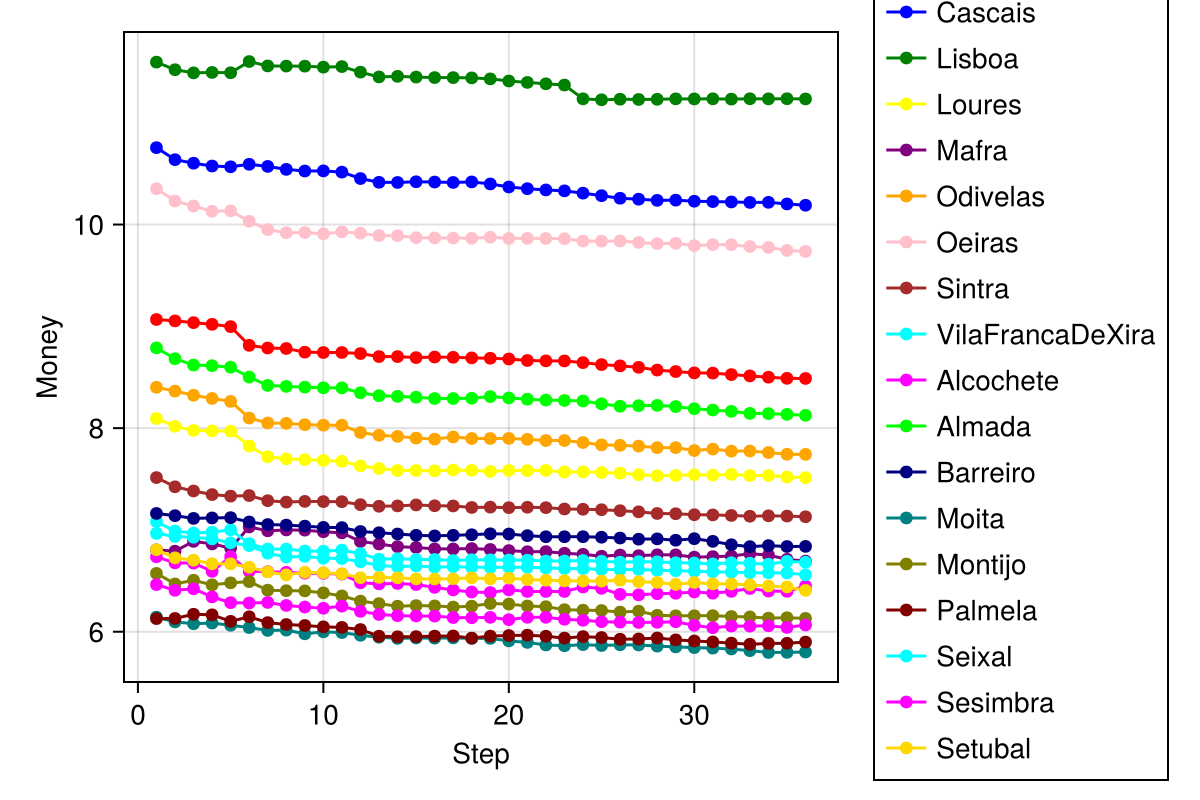 Cascais
Lisboa
Loures
Mafra
Odivelas
Oeiras
Sintra
VilaFrancaDeXira
Alcochete
Almada
Barreiro
Moita
Montijo
Palmela
Seixal
Sesimbra
Setubal
10
8
6
Money
0 10 20 30
Step